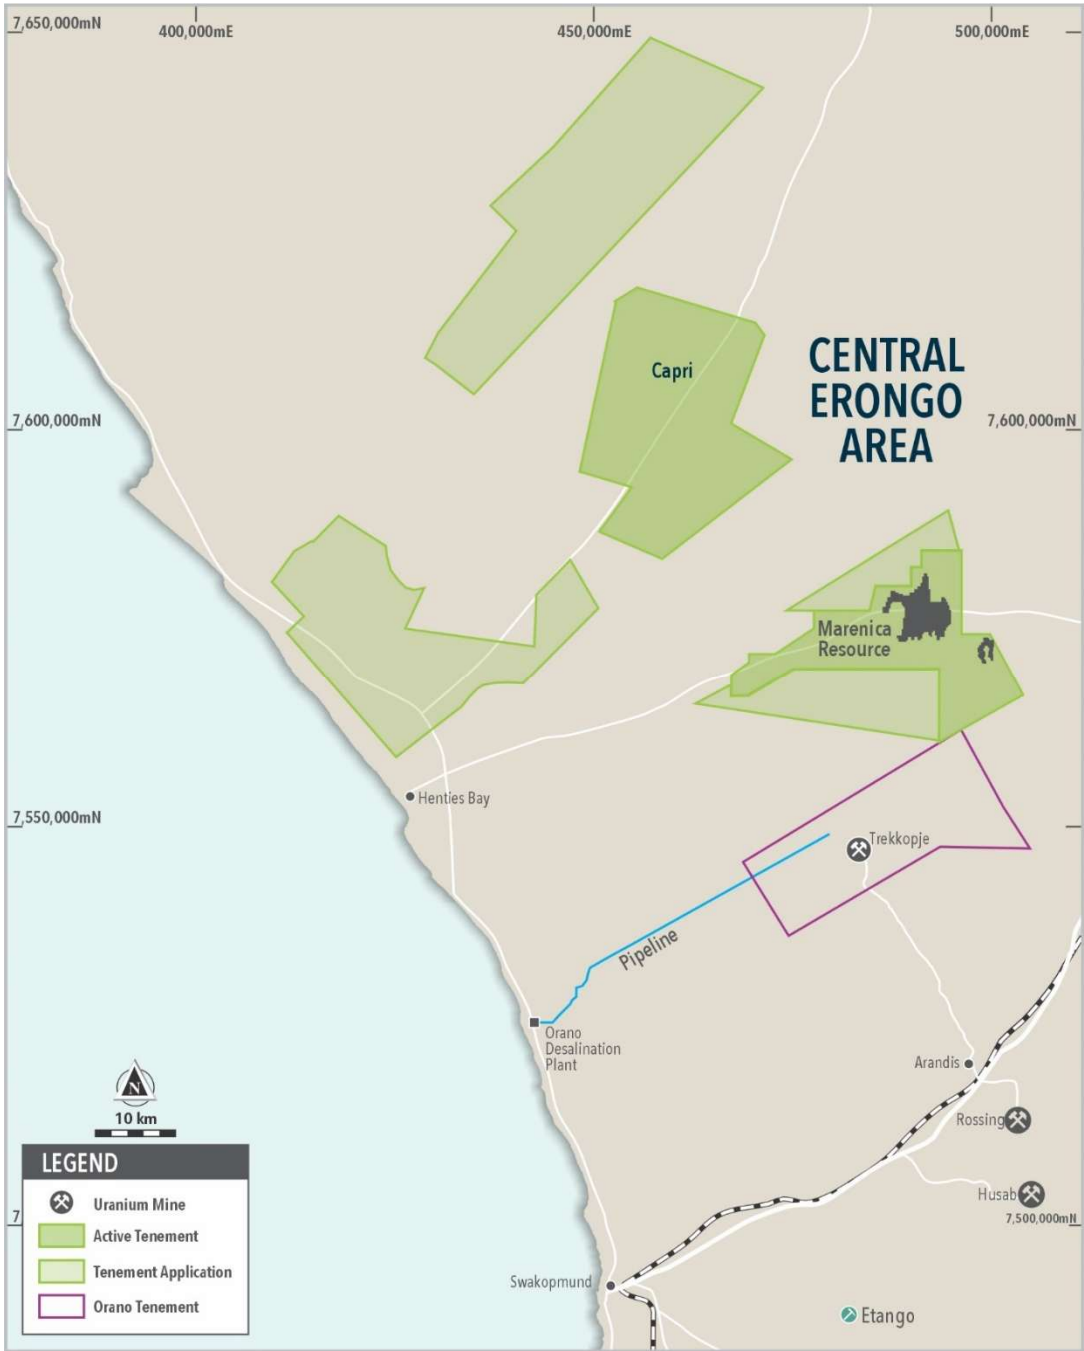 7,650,000mN
400,000mE
450,000mE
500,000mE
Capri
CENTRAL
ERONGO
AREA
7,600,000mN
7,600,000mN
Marenica
Resource
Henties Bay
7,550,000mN
Trekkopje
Pipeline
Orano
Desalination
Plant
Arandis
Rossing
Husab
7,500,000mN
N
10 km
LEGEND
Uranium Mine
Active Tenement
Tenement Application
Orano Tenement
7
Swakopmund
Etango